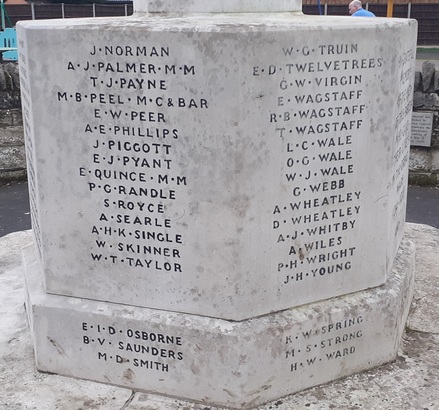 J·NORMAN
A·J·PALMER·M·M
T·J·PAYNE
M·B·PEEL·M·C & BAR
E·W·PEER
A·E·PHILLIPS
J·PIGGOTT
E·J·PYANT
E·QUINCE·M·M
P·G·RANDLE
S·ROYCE
A·SEARLE
A·H·K·SINGLE
W·SKINNER
W·T·TAYLOR
W·G·TRUIN
E·D·TWELVETREES
G·W·VIRGIN
E·WAGSTAFF
R·B·WAGSTAFF
T·WAGSTAFF
L·C·WALE
O·G·WALE
W·J·WALE
G·WEBB
A·WHEATLEY
D·WHEATLEY
A·J·WHITBY
A·WILES
P·H·WRIGHT
J·H·YOUNG
E·I·D·OSBORNE
B·V·SAUNDERS
M·D·SMITH
K·W·SPRING
M·S·STRONG
H·W·WARD